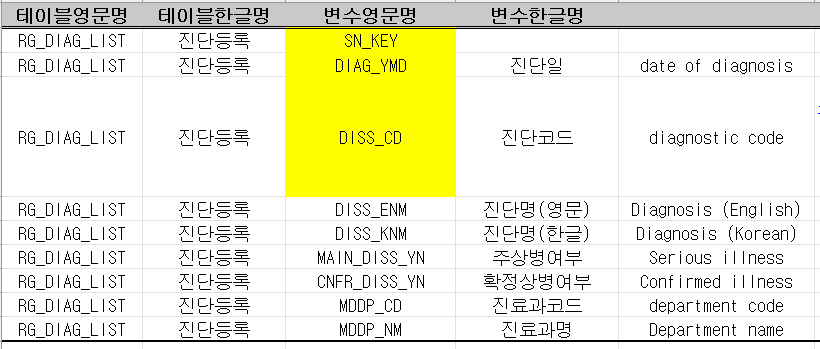 테이블영문명 테이블한글명 변수영문명 변수한글명
RG_DIAG_LIST 진단등록 SN_KEY
RG_DIAG_LIST 진단등록 DIAG_YMD 진단일 date of diagnosis
RG_DIAG_LIST 진단등록 DISS_CD 진단코드 diagnostic code
RG_DIAG_LIST 진단등록 DISS_ENM 진단명(영문) Diagnosis (English)
RG_DIAG_LIST 진단등록 DISS_KNM 진단명(한글) Diagnosis (Korean)
RG_DIAG_LIST 진단등록 MAIN_DISS_YN 주상병여부 Serious illness
RG_DIAG_LIST 진단등록 CNFR_DISS_YN 확정상병여부 Confirmed illness
RG_DIAG_LIST 진단등록 MDDP_CD 진료과코드 department code
RG_DIAG_LIST 진단등록 MDDP_NM 진료과명 Department name